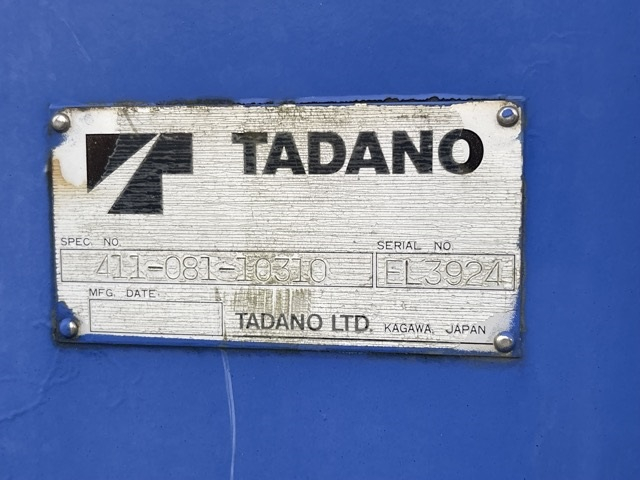 TADANO
SPEC. NO.
SERIAL NO.
411-081-10310
EL3924
MFG. DATE.
TADANO LTD. KAGAWA, JAPAN